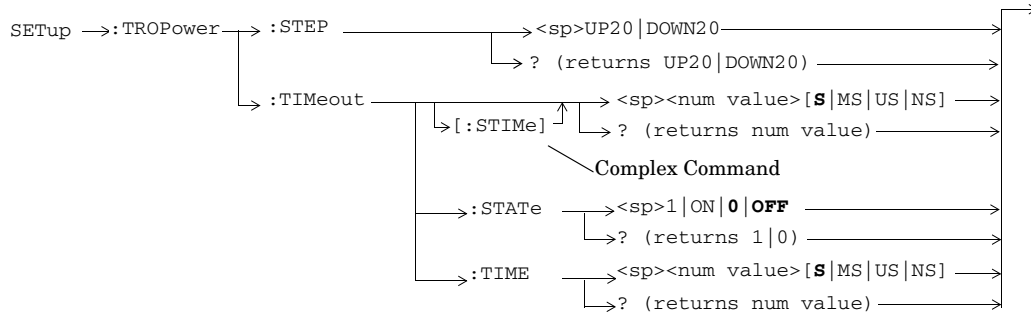 SETup :TROPower :STEP <sp>UP20|DOWN20
? (returns UP20|DOWN20)
:TIMeout <sp><num value>[S|MS|US|NS]
[:STIMe] ? (returns num value)
Complex Command
:STATe <sp>1|ON|0|OFF
? (returns 1|0)
:TIME <sp><num value>[S|MS|US|NS]
? (returns num value)